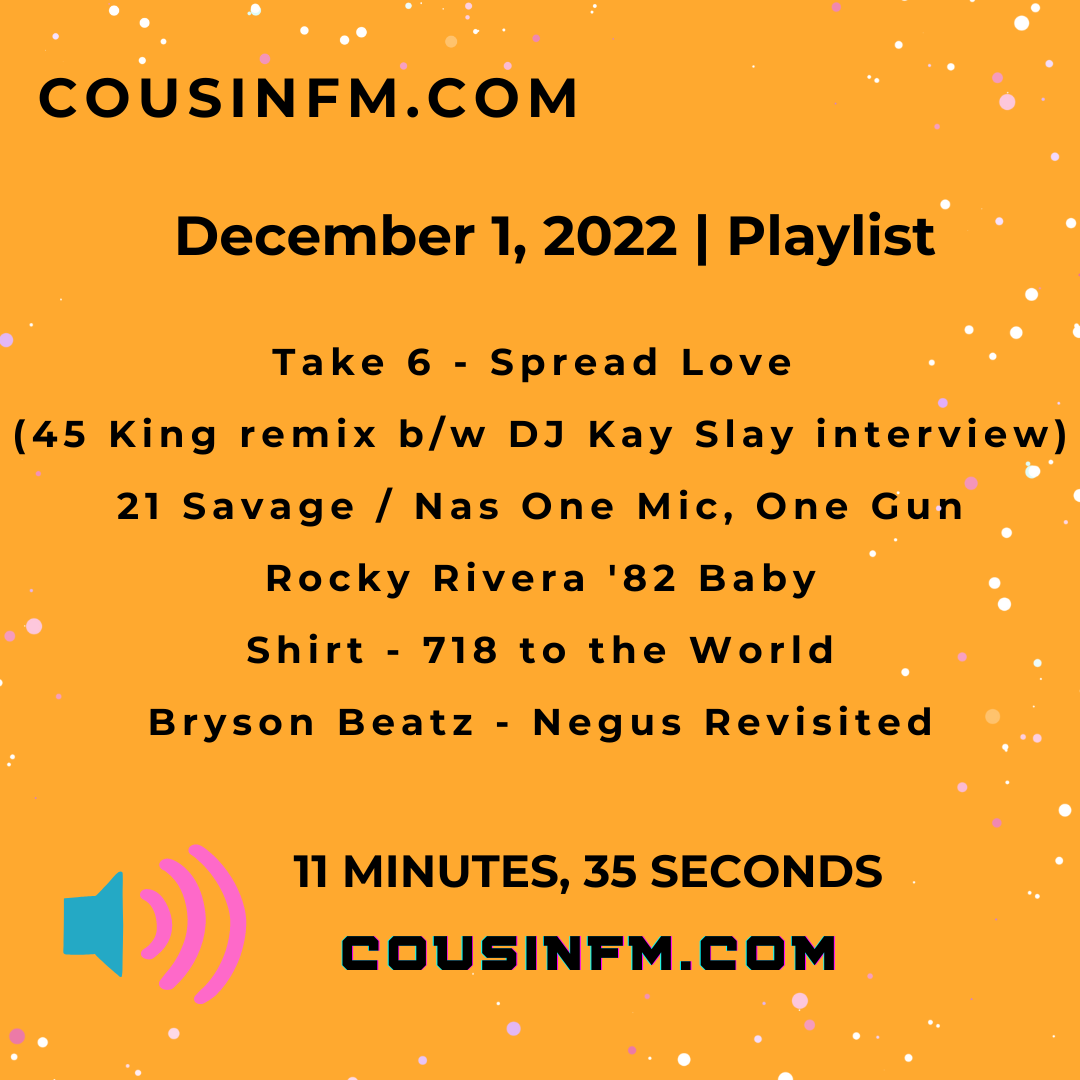 COUSINFM.COM
December 1, 2022 | Playlist
Take 6 - Spread Love
(45 King remix b/w DJ Kay Slay interview)
21 Savage / Nas One Mic, One Gun
Rocky Rivera '82 Baby
Shirt - 718 to the World
Bryson Beatz - Negus Revisited
11 MINUTES, 35 SECONDS
COUSINFM.COM